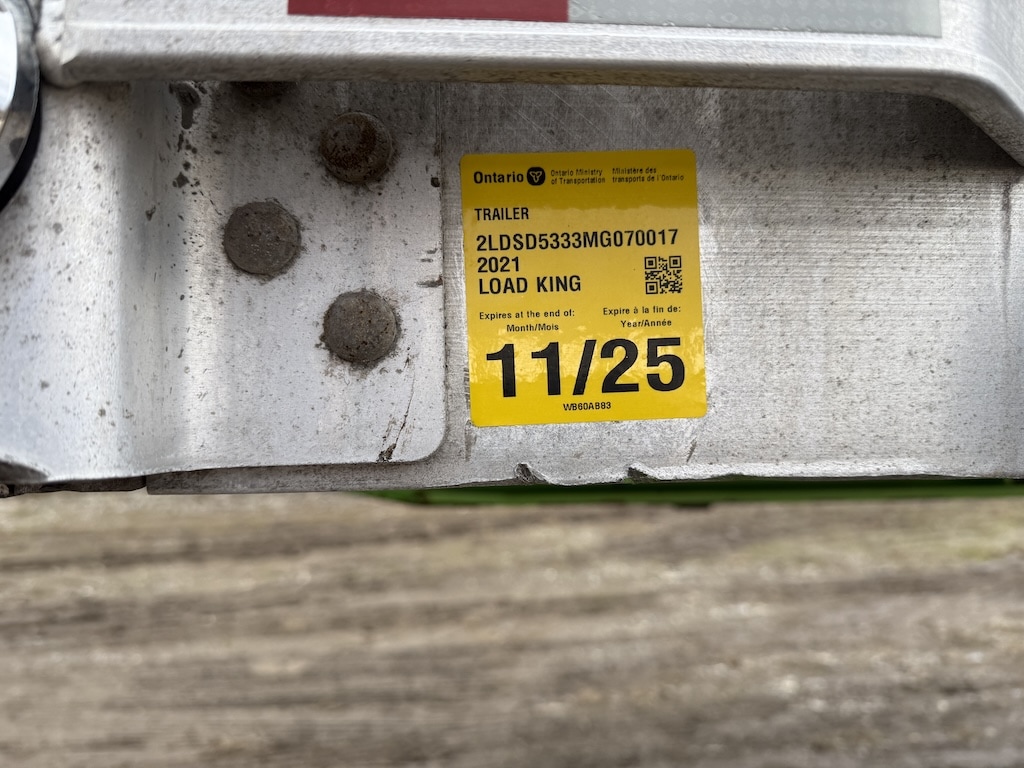 Ontario
Ontario Ministry
of Transportation
Ministère des
transports de l'Ontario
TRAILER
2LDSD5333MG070017
2021
LOAD KING
Expires at the end of:
Month/Mois
Expire à la fin de:
Year/Année
11/25
WB60AB83